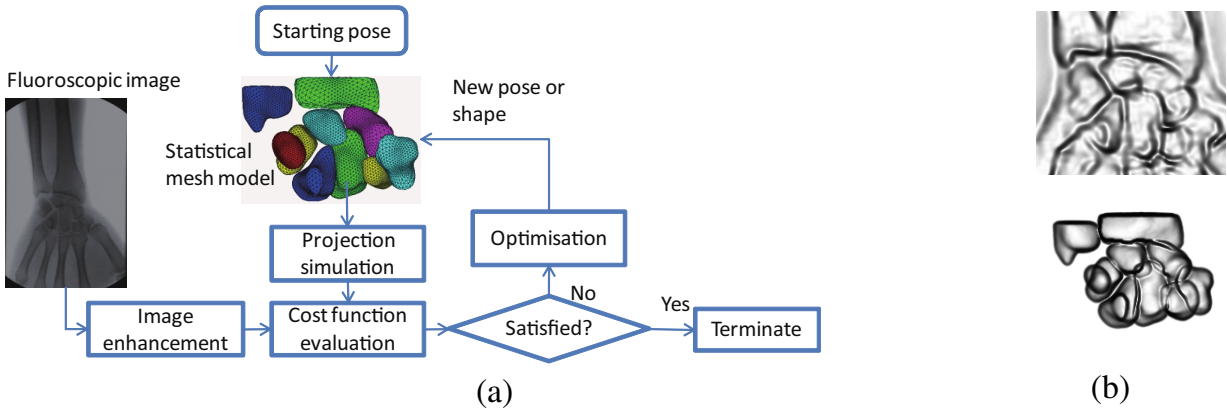 Starting pose
Fluoroscopic image
New pose or
shape
Statistical
mesh model
Projection
simulation
Optimisation
No
Yes
Image
enhancement
Cost function
evaluation
Satisfied?
Terminate
(a)
(b)